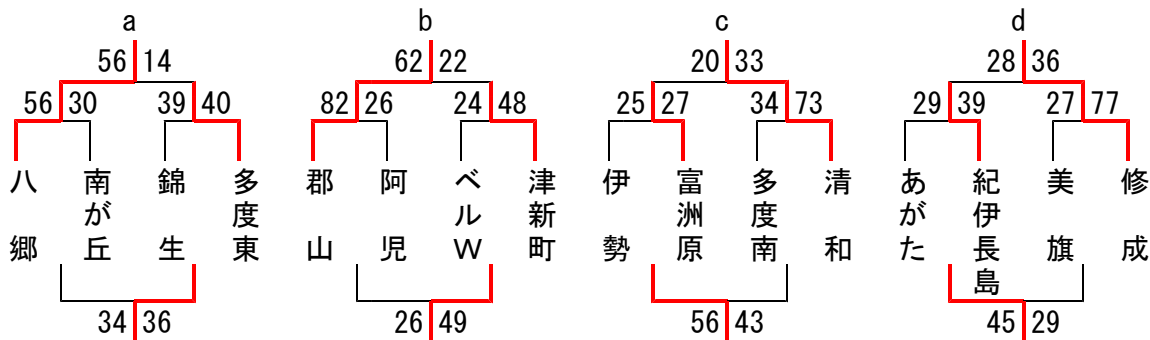 a b c d
56 14 62 22 20 33 28 36
56 30 39 40 82 26 24 48 25 27 34 73 29 39 27 77
八郷 南が丘 錦生 多度東 郡山 阿児 ベルW 津新町 伊勢 富洲原 多度南 清和 あがた 紀伊長島 美旗 修成
34 36 26 49 56 43 45 29